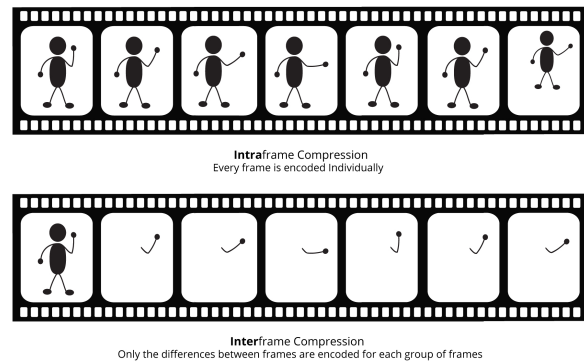 Intraframe Compression
Every frame is encoded Individually
Interframe Compression
Only the differences between frames are encoded for each group of frames